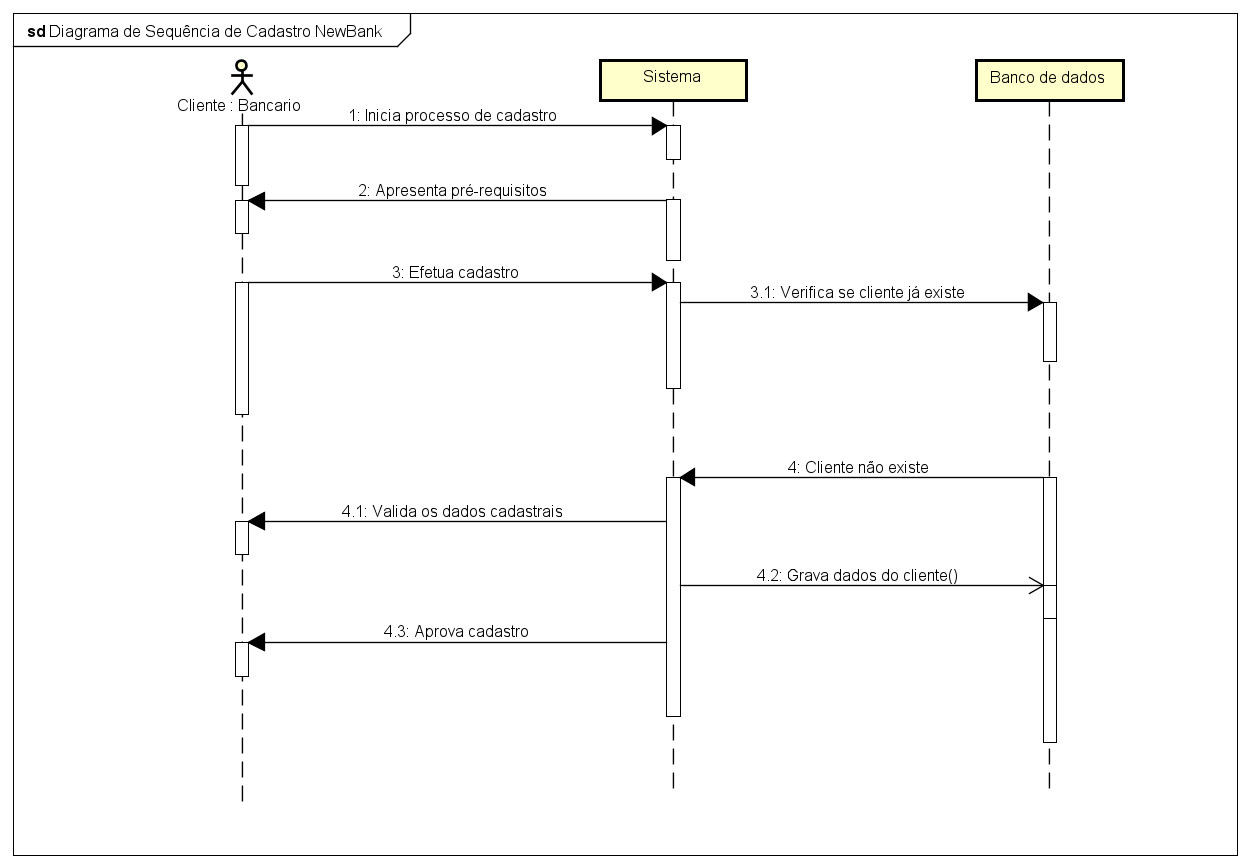 sd Diagrama de Sequência de Cadastro NewBank
Cliente : Bancario
Sistema
Banco de dados
1: Inicia processo de cadastro
2: Apresenta pré-requisitos
3: Efetua cadastro
3.1: Verifica se cliente já existe
4: Cliente não existe
4.1: Valida os dados cadastrais
4.2: Grava dados do cliente()
4.3: Aprova cadastro